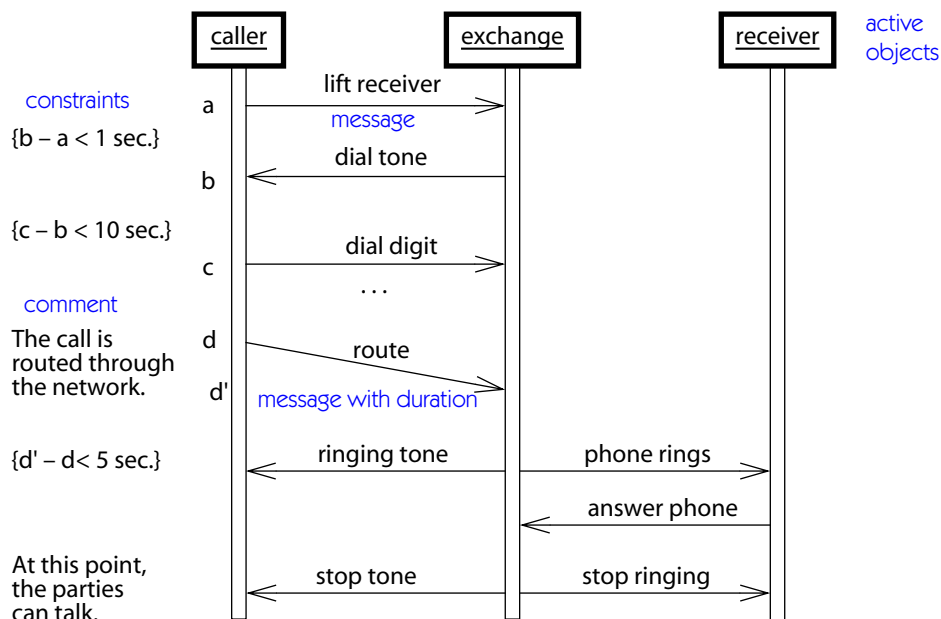 caller exchange receiver active
objects
lift receiver
constraints a
message
{b – a < 1 sec.}
dial tone
b
{c – b < 10 sec.}
dial digit
c
. . .
comment
The call is d
routed through route
the network. d' message with duration
{d' – d< 5 sec.} ringing tone phone rings
answer phone
At this point, stop tone stop ringing
the parties
can talk.